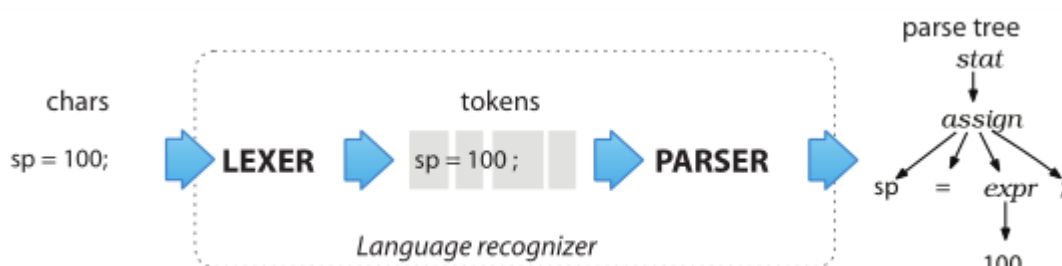 parse tree
stat
chars
tokens
assign
sp = 100;
LEXER
sp = 100 ;
PARSER
sp = expr
Language recognizer
100